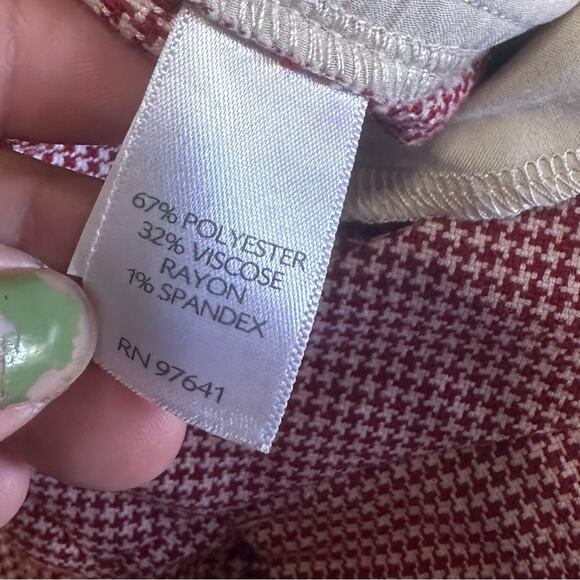 67% POLYESTER
32% VISCOSE
RAYON
1% SPANDEX
RN 97641